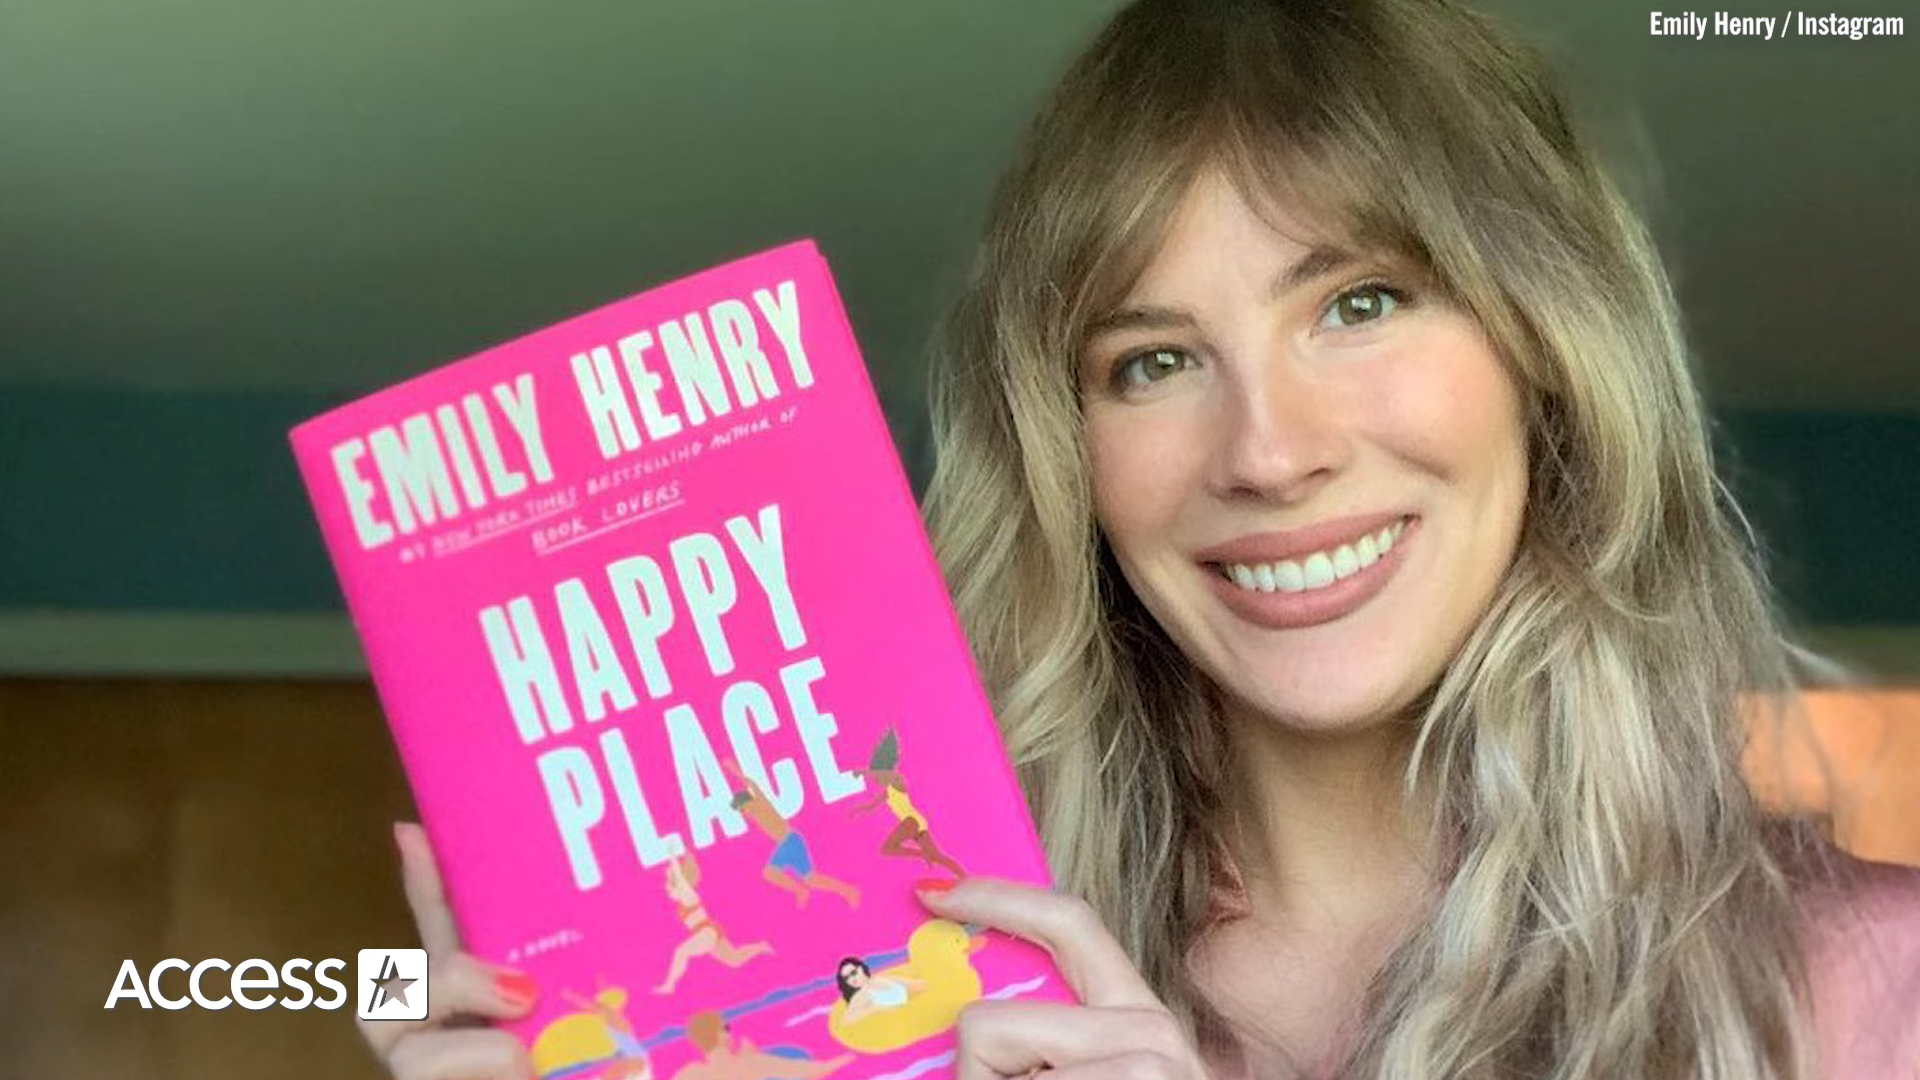 Emily Henry / Instagram
EMILY HENRY
#1 NEW YORK TIMES BESTSELLING AUTHOR OF
BOOK LOVERS
HAPPY
PLACE
A NOVEL
ACCESS